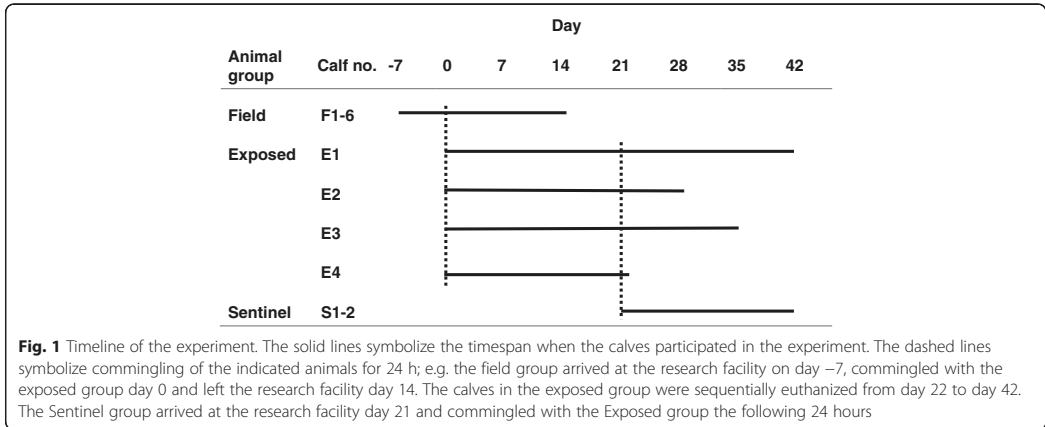 Day
Animal group Calf no. -7 0 7 14 21 28 35 42
Field F1-6
Exposed E1
E2
E3
E4
Sentinel S1-2
Fig. 1 Timeline of the experiment. The solid lines symbolize the timespan when the calves participated in the experiment. The dashed lines
symbolize commingling of the indicated animals for 24 h; e.g. the field group arrived at the research facility on day −7, commingled with the
exposed group day 0 and left the research facility day 14. The calves in the exposed group were sequentially euthanized from day 22 to day 42.
The Sentinel group arrived at the research facility day 21 and commingled with the Exposed group the following 24 hours